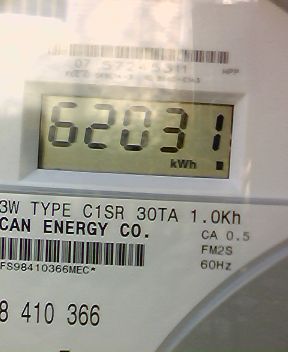 62031
kWh
3W TYPE C1SR 30TA 1.0Kh
CAN ENERGY CO.
CA 0.5
FM2S
60Hz
FS98410366MEC*
8 410 366